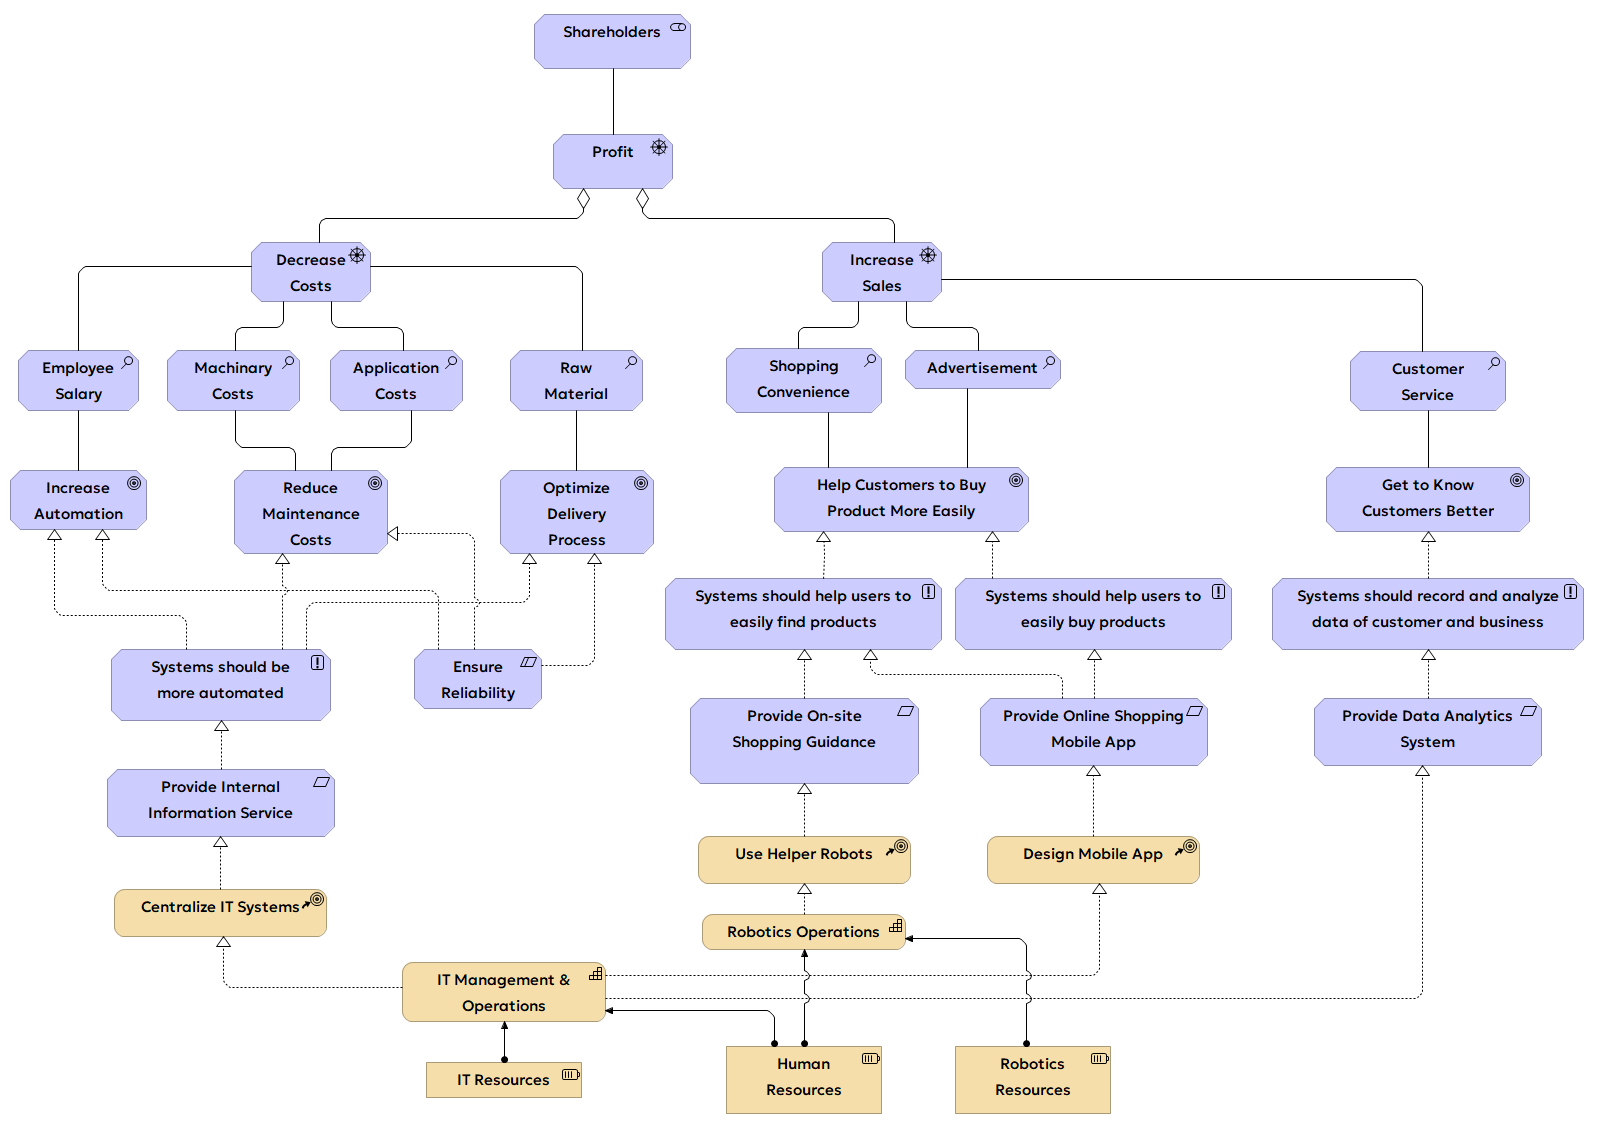 Shareholders
Profit
Decrease
Costs
Increase
Sales
Employee
Salary
Machinary
Costs
Application
Costs
Raw
Material
Shopping
Convenience
Advertisement
Customer
Service
Increase
Automation
Reduce
Maintenance
Costs
Optimize
Delivery
Process
Help Customers to Buy
Product More Easily
Get to Know
Customers Better
Systems should help users to
easily find products
Systems should help users to
easily buy products
Systems should record and analyze
data of customer and business
Systems should be
more automated
Ensure
Reliability
Provide On-site
Shopping Guidance
Provide Online Shopping
Mobile App
Provide Data Analytics
System
Provide Internal
Information Service
Use Helper Robots
Design Mobile App
Centralize IT Systems
Robotics Operations
IT Management &
Operations
IT Resources
Human
Resources
Robotics
Resources